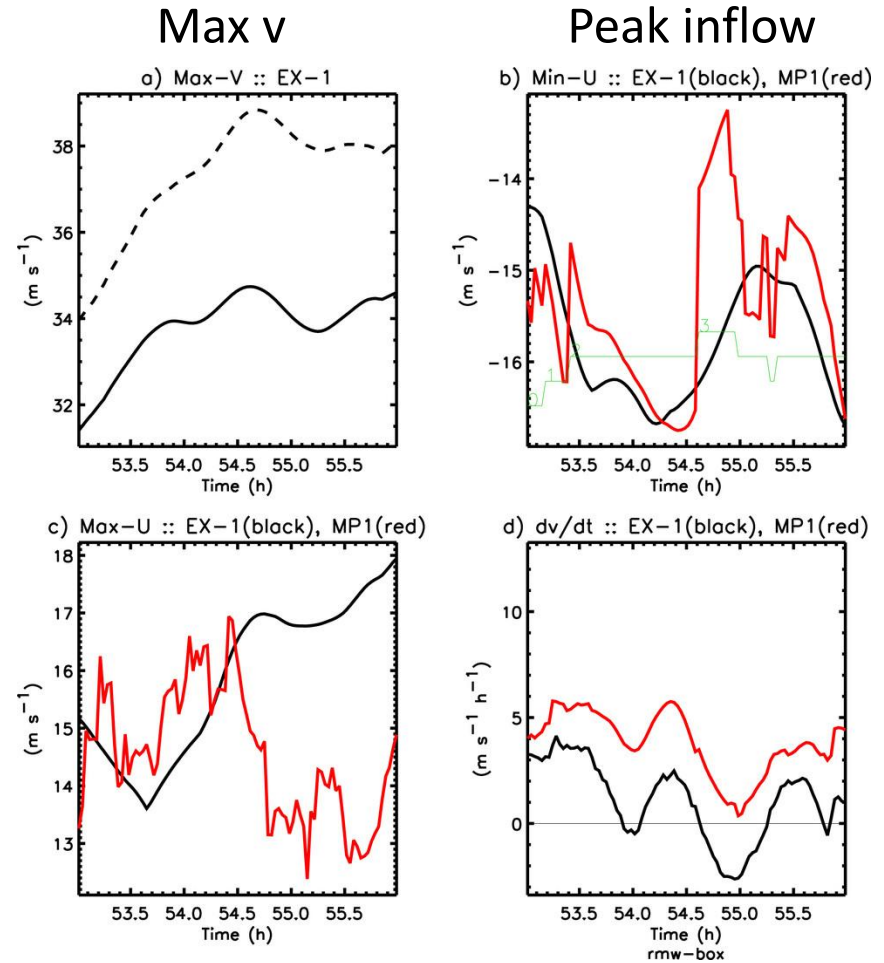 Max v
Peak inflow
a) Max-V :: EX-1
b) Min-U :: EX-1(black), MP1(red)
38
36
34
32
(m s⁻¹)
53.5 54.0 54.5 55.0 55.5
Time (h)
-14
-15
-16
(m s⁻¹)
0
1
3
53.5 54.0 54.5 55.0 55.5
Time (h)
c) Max-U :: EX-1(black), MP1(red)
d) dv/dt :: EX-1(black), MP1(red)
18
17
16
15
14
13
(m s⁻¹)
53.5 54.0 54.5 55.0 55.5
Time (h)
10
5
0
(m s⁻¹ h⁻¹)
53.5 54.0 54.5 55.0 55.5
Time (h)
rmw-box